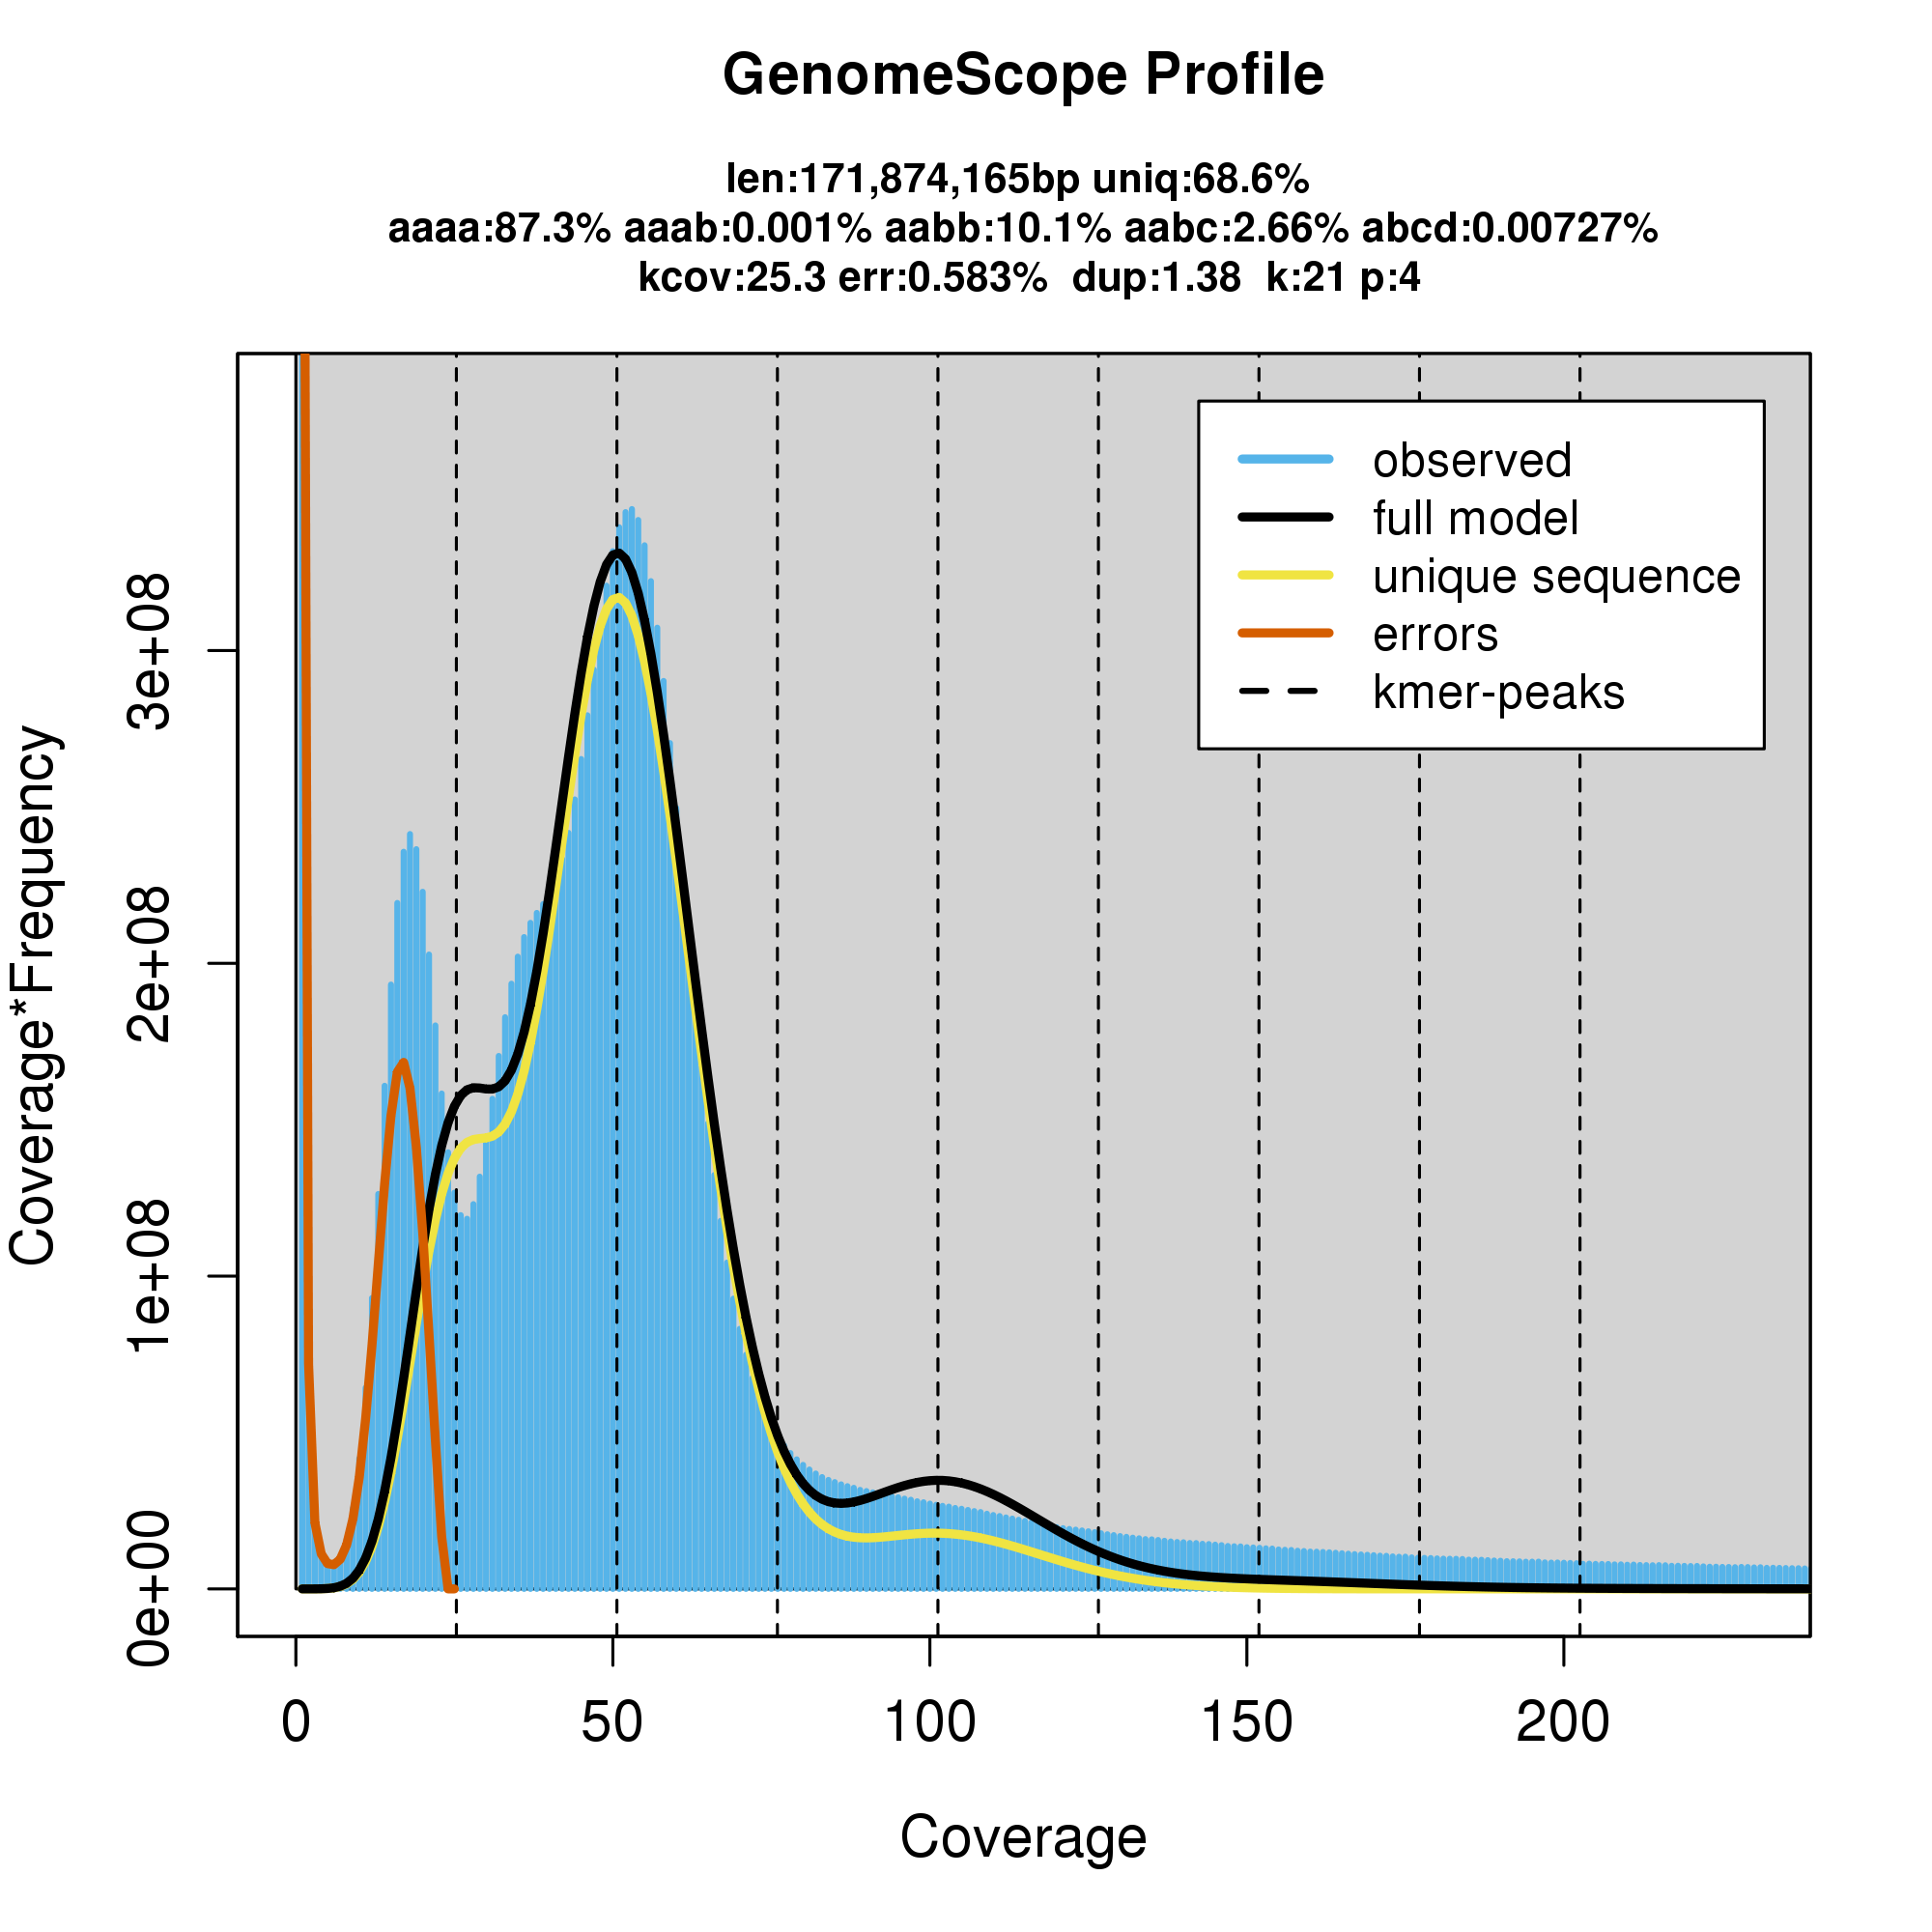 GenomeScope Profile
len:171,874,165bp uniq:68.6%
aaaa:87.3% aaab:0.001% aabb:10.1% aabc:2.66% abcd:0.00727%
kcov:25.3 err:0.583% dup:1.38 k:21 p:4
observed
full model
unique sequence
errors
kmer-peaks
Coverage*Frequency
3e+08
2e+08
1e+08
0e+00
0 50 100 150 200
Coverage